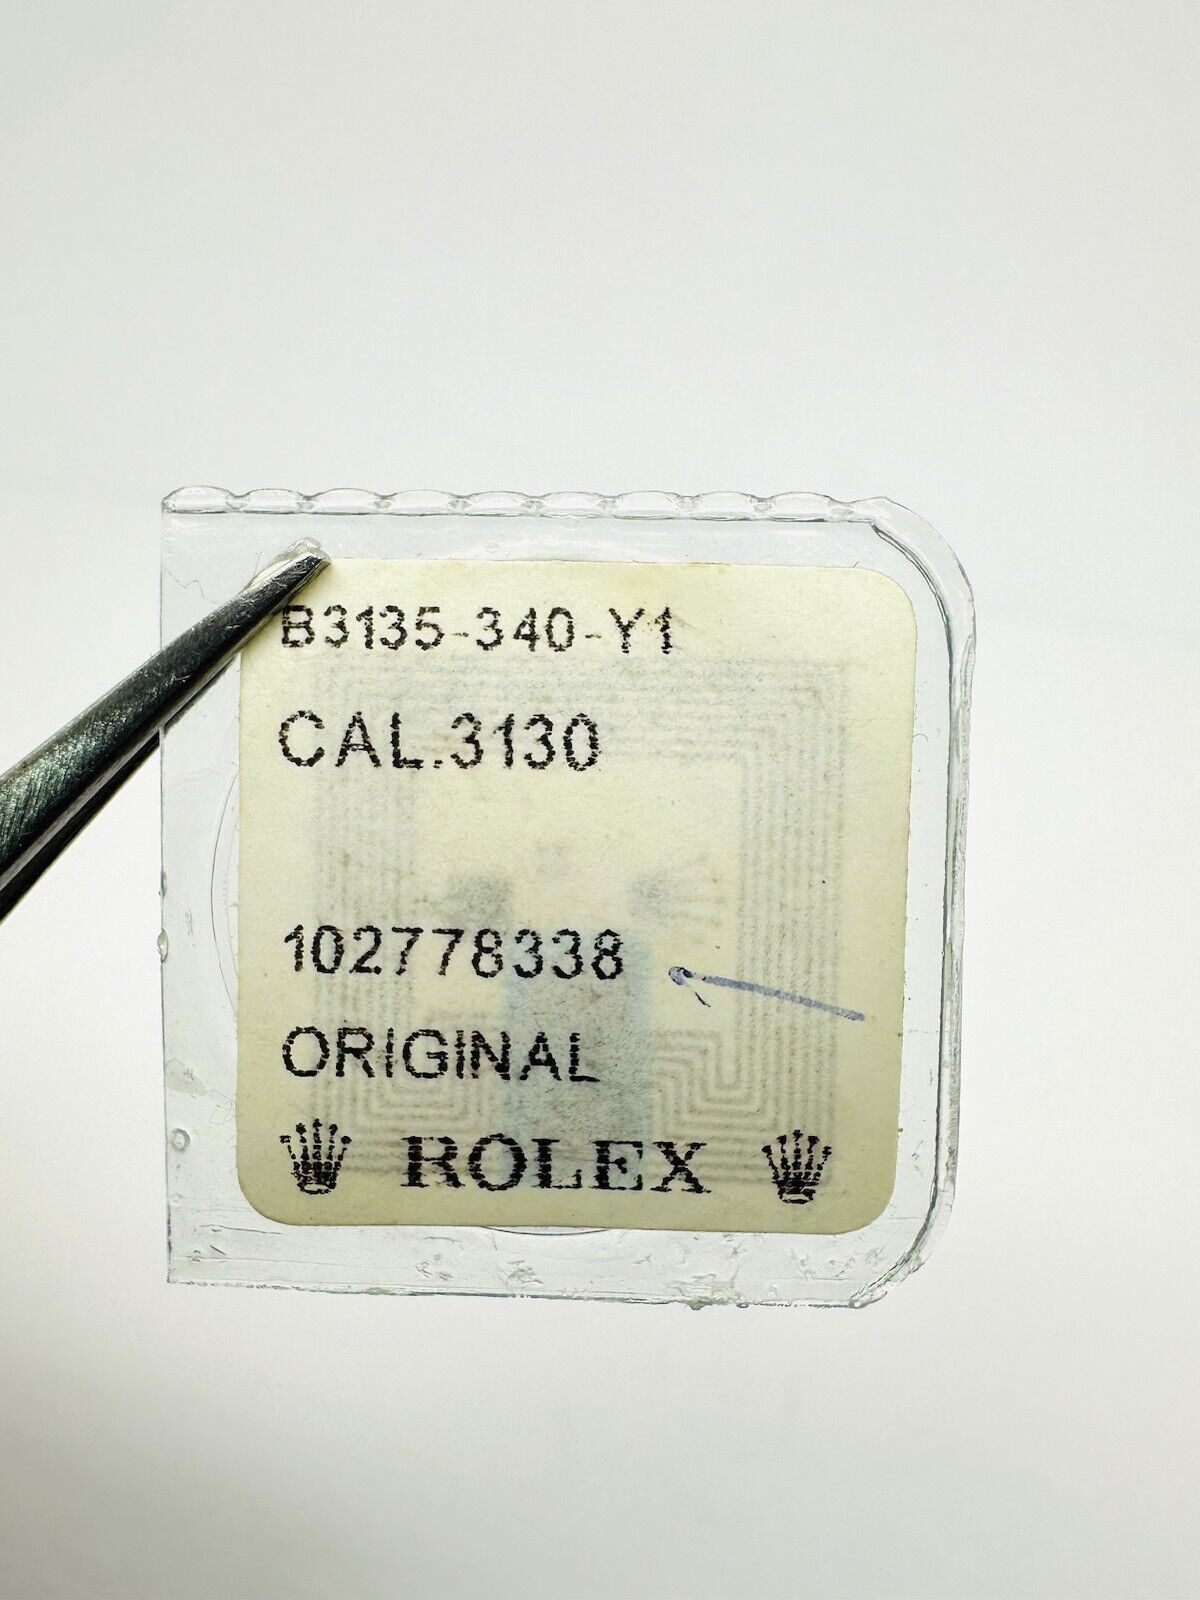 B3135-340-Y1
CAL.3130
102778338
ORIGINAL
ROLEX